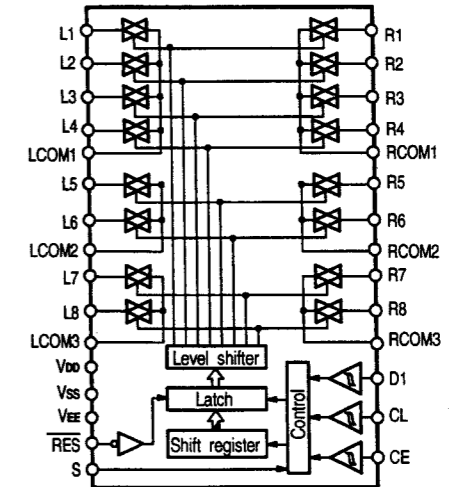 L1
L2
L3
L4
LCOM1
L5
L6
LCOM2
L7
L8
LCOM3
VDD
VSS
VEE
RES
S
Level shifter
Latch
Shift register
Control
R1
R2
R3
R4
RCOM1
R5
R6
RCOM2
R7
R8
RCOM3
D1
CL
CE